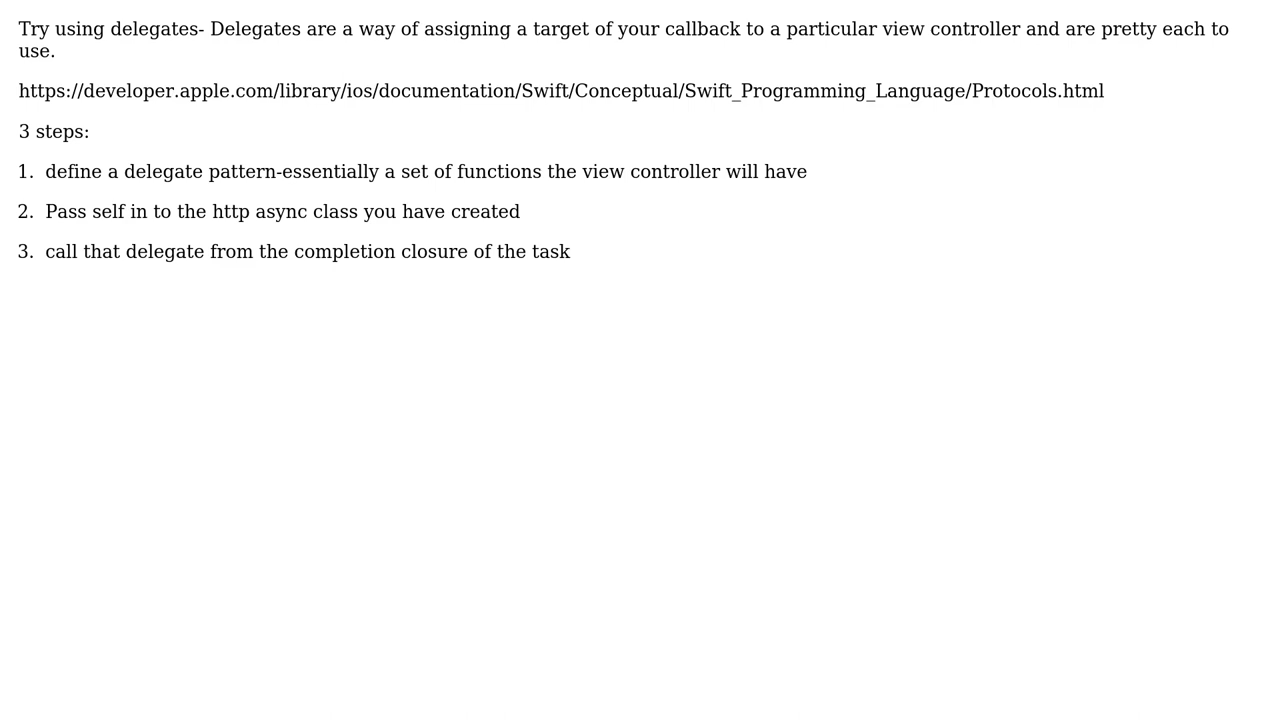 Try using delegates- Delegates are a way of assigning a target of your callback to a particular view controller and are pretty each to
use.
https://developer.apple.com/library/ios/documentation/Swift/Conceptual/Swift_Programming_Language/Protocols.html
3 steps:
1. define a delegate pattern-essentially a set of functions the view controller will have
2. Pass self in to the http async class you have created
3. call that delegate from the completion closure of the task